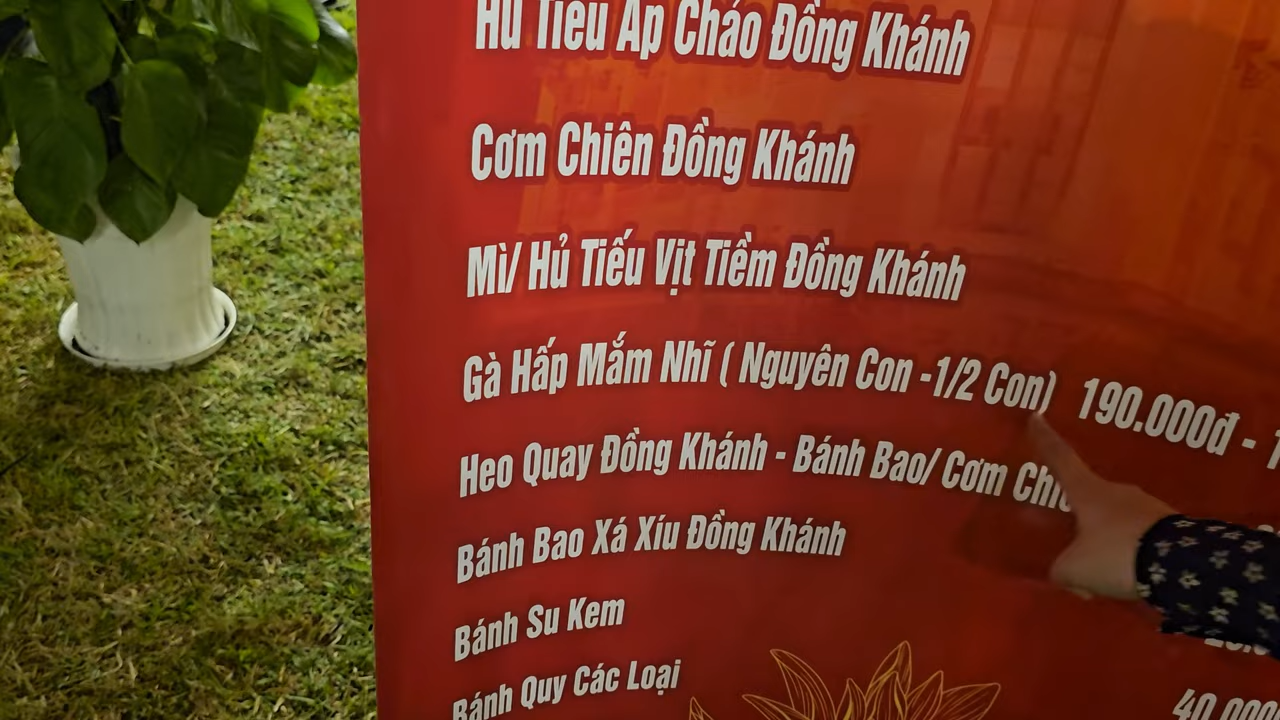 Hủ Tiếu Áp Chảo Đồng Khánh
Cơm Chiên Đồng Khánh
Mì/ Hủ Tiếu Vịt Tiềm Đồng Khánh
Gà Hấp Mắm Nhĩ ( Nguyên Con -1/2 Con) 190.000đ -
Heo Quay Đồng Khánh - Bánh Bao/ Cơm
Bánh Bao Xá Xíu Đồng Khánh
Bánh Su Kem
Bánh Quy Các Loại
40.000